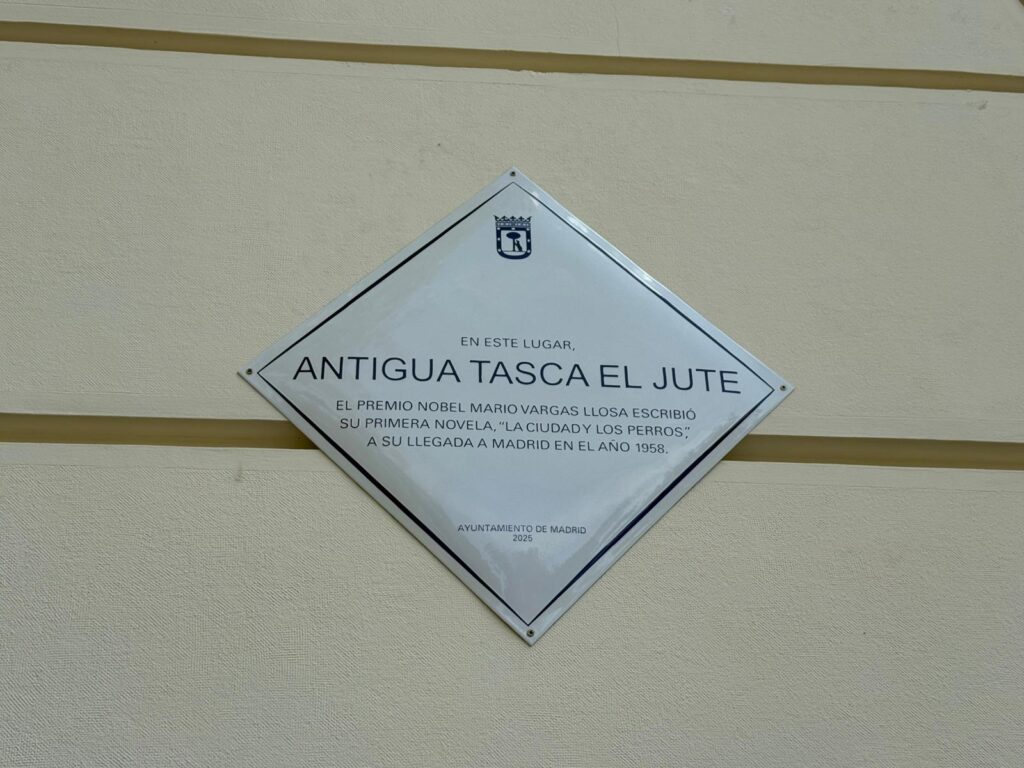 EN ESTE LUGAR,
ANTIGUA TASCA EL JUTE
EL PREMIO NOBEL MARIO VARGAS LLOSA ESCRIBIÓ
SU PRIMERA NOVELA, "LA CIUDAD Y LOS PERROS",
A SU LLEGADA A MADRID EN EL AÑO 1958.
AYUNTAMIENTO DE MADRID
2025